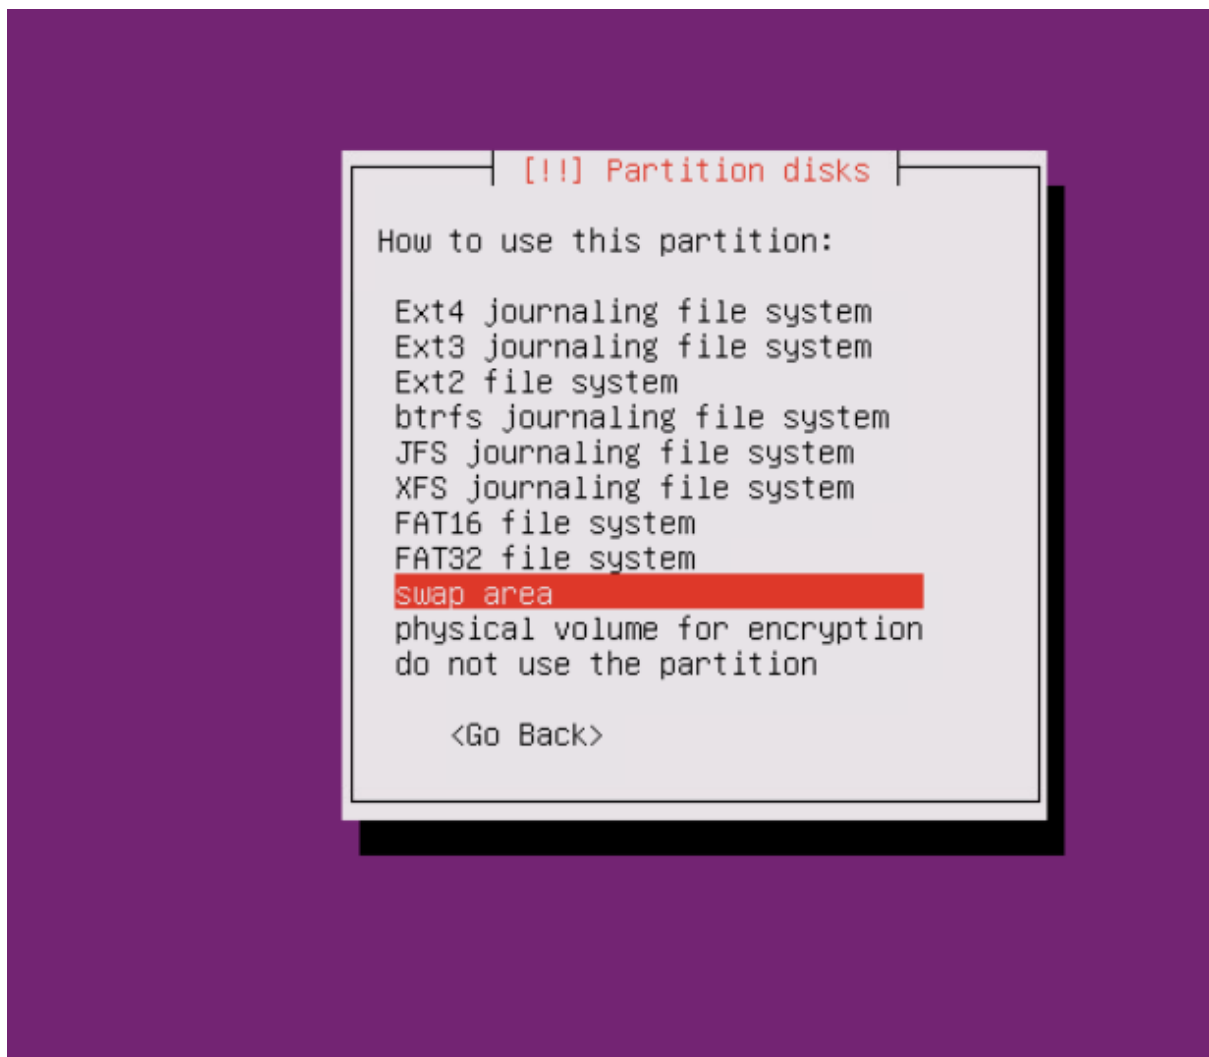 [!!] Partition disks
How to use this partition:
Ext4 journaling file system
Ext3 journaling file system
Ext2 file system
btrfs journaling file system
JFS journaling file system
XFS journaling file system
FAT16 file system
FAT32 file system
swap area
physical volume for encryption
do not use the partition
<Go Back>